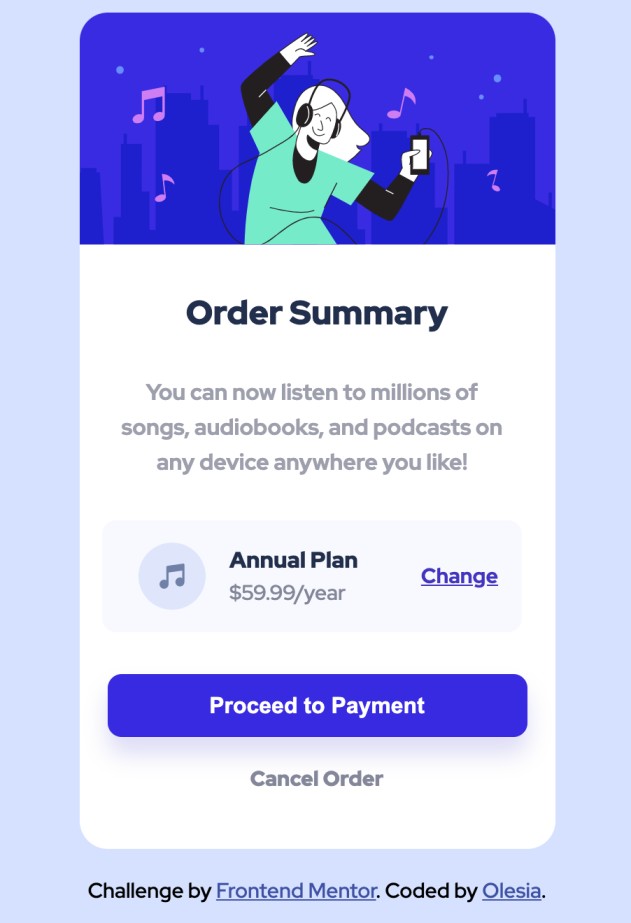 Order Summary
You can now listen to millions of
songs, audiobooks, and podcasts on
any device anywhere you like!
Annual Plan
$59.99/year
Change
Proceed to Payment
Cancel Order
Challenge by Frontend Mentor. Coded by Olesia.